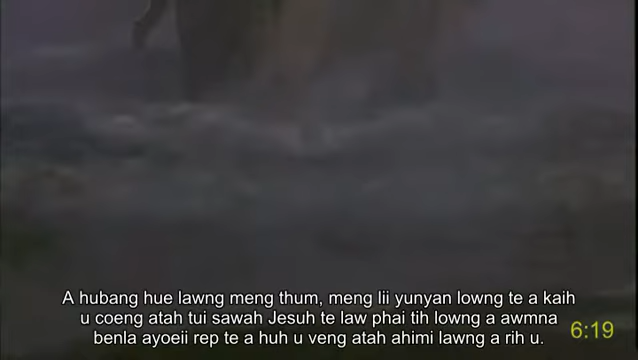 A hubang hue lawng meng thum, meng lii yunyan lowng te a kaih
u coeng atah tui sawah Jesuh te law phai tih lowng a awmna
benla ayoeii rep te a huh u veng atah ahimi lawng a rih u.
6:19